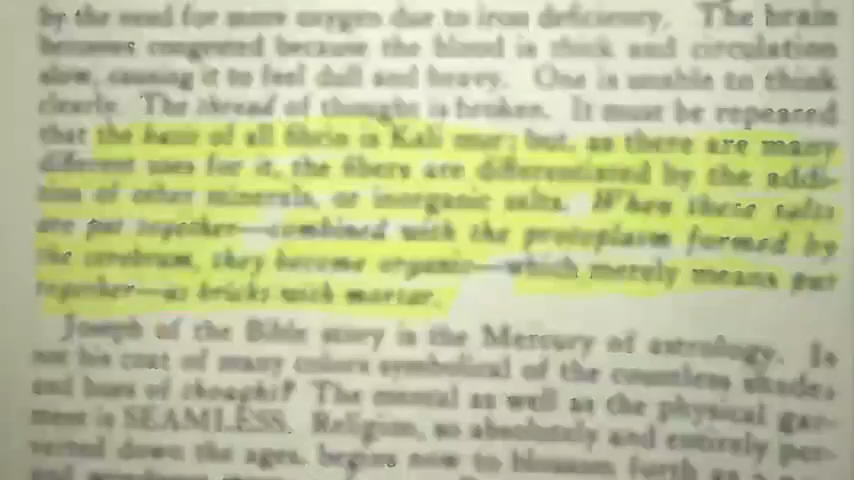 by the need for more oxygen due to iron deficiency. The brain
becomes congested because the blood is thick and circulation
slow, causing it to feel dull and heavy. One is unable to think
clearly. The thread of thought is broken. It must be repeated
that the basis of all fibrin is Kali mur; but, as there are many
different uses for it, the fibers are differentiated by the addi-
tion of other minerals, or inorganic salts. When these salts
are put together—combined with the protoplasm formed by
the cerebrum, they become organic—which merely means put
together—as bricks with mortar.
Joseph of the Bible story is the Mercury of astrology. Is
not his coat of many colors symbolical of the countless shades
and hues of thought? The mental as well as the physical gar-
ment is SEAMLESS. Religion, so absolutely and entirely per-
verted down the ages, begins now to blossom forth as